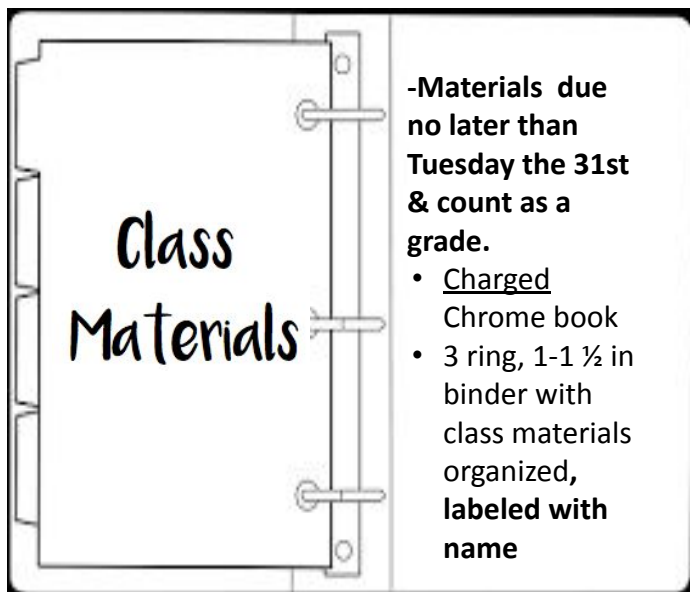 Class
Materials
-Materials  due
no later than
Tuesday the 31st
& count as a
grade.
• Charged
Chrome book
• 3 ring, 1-1 ½ in
binder with
class materials
organized, 
labeled with
name